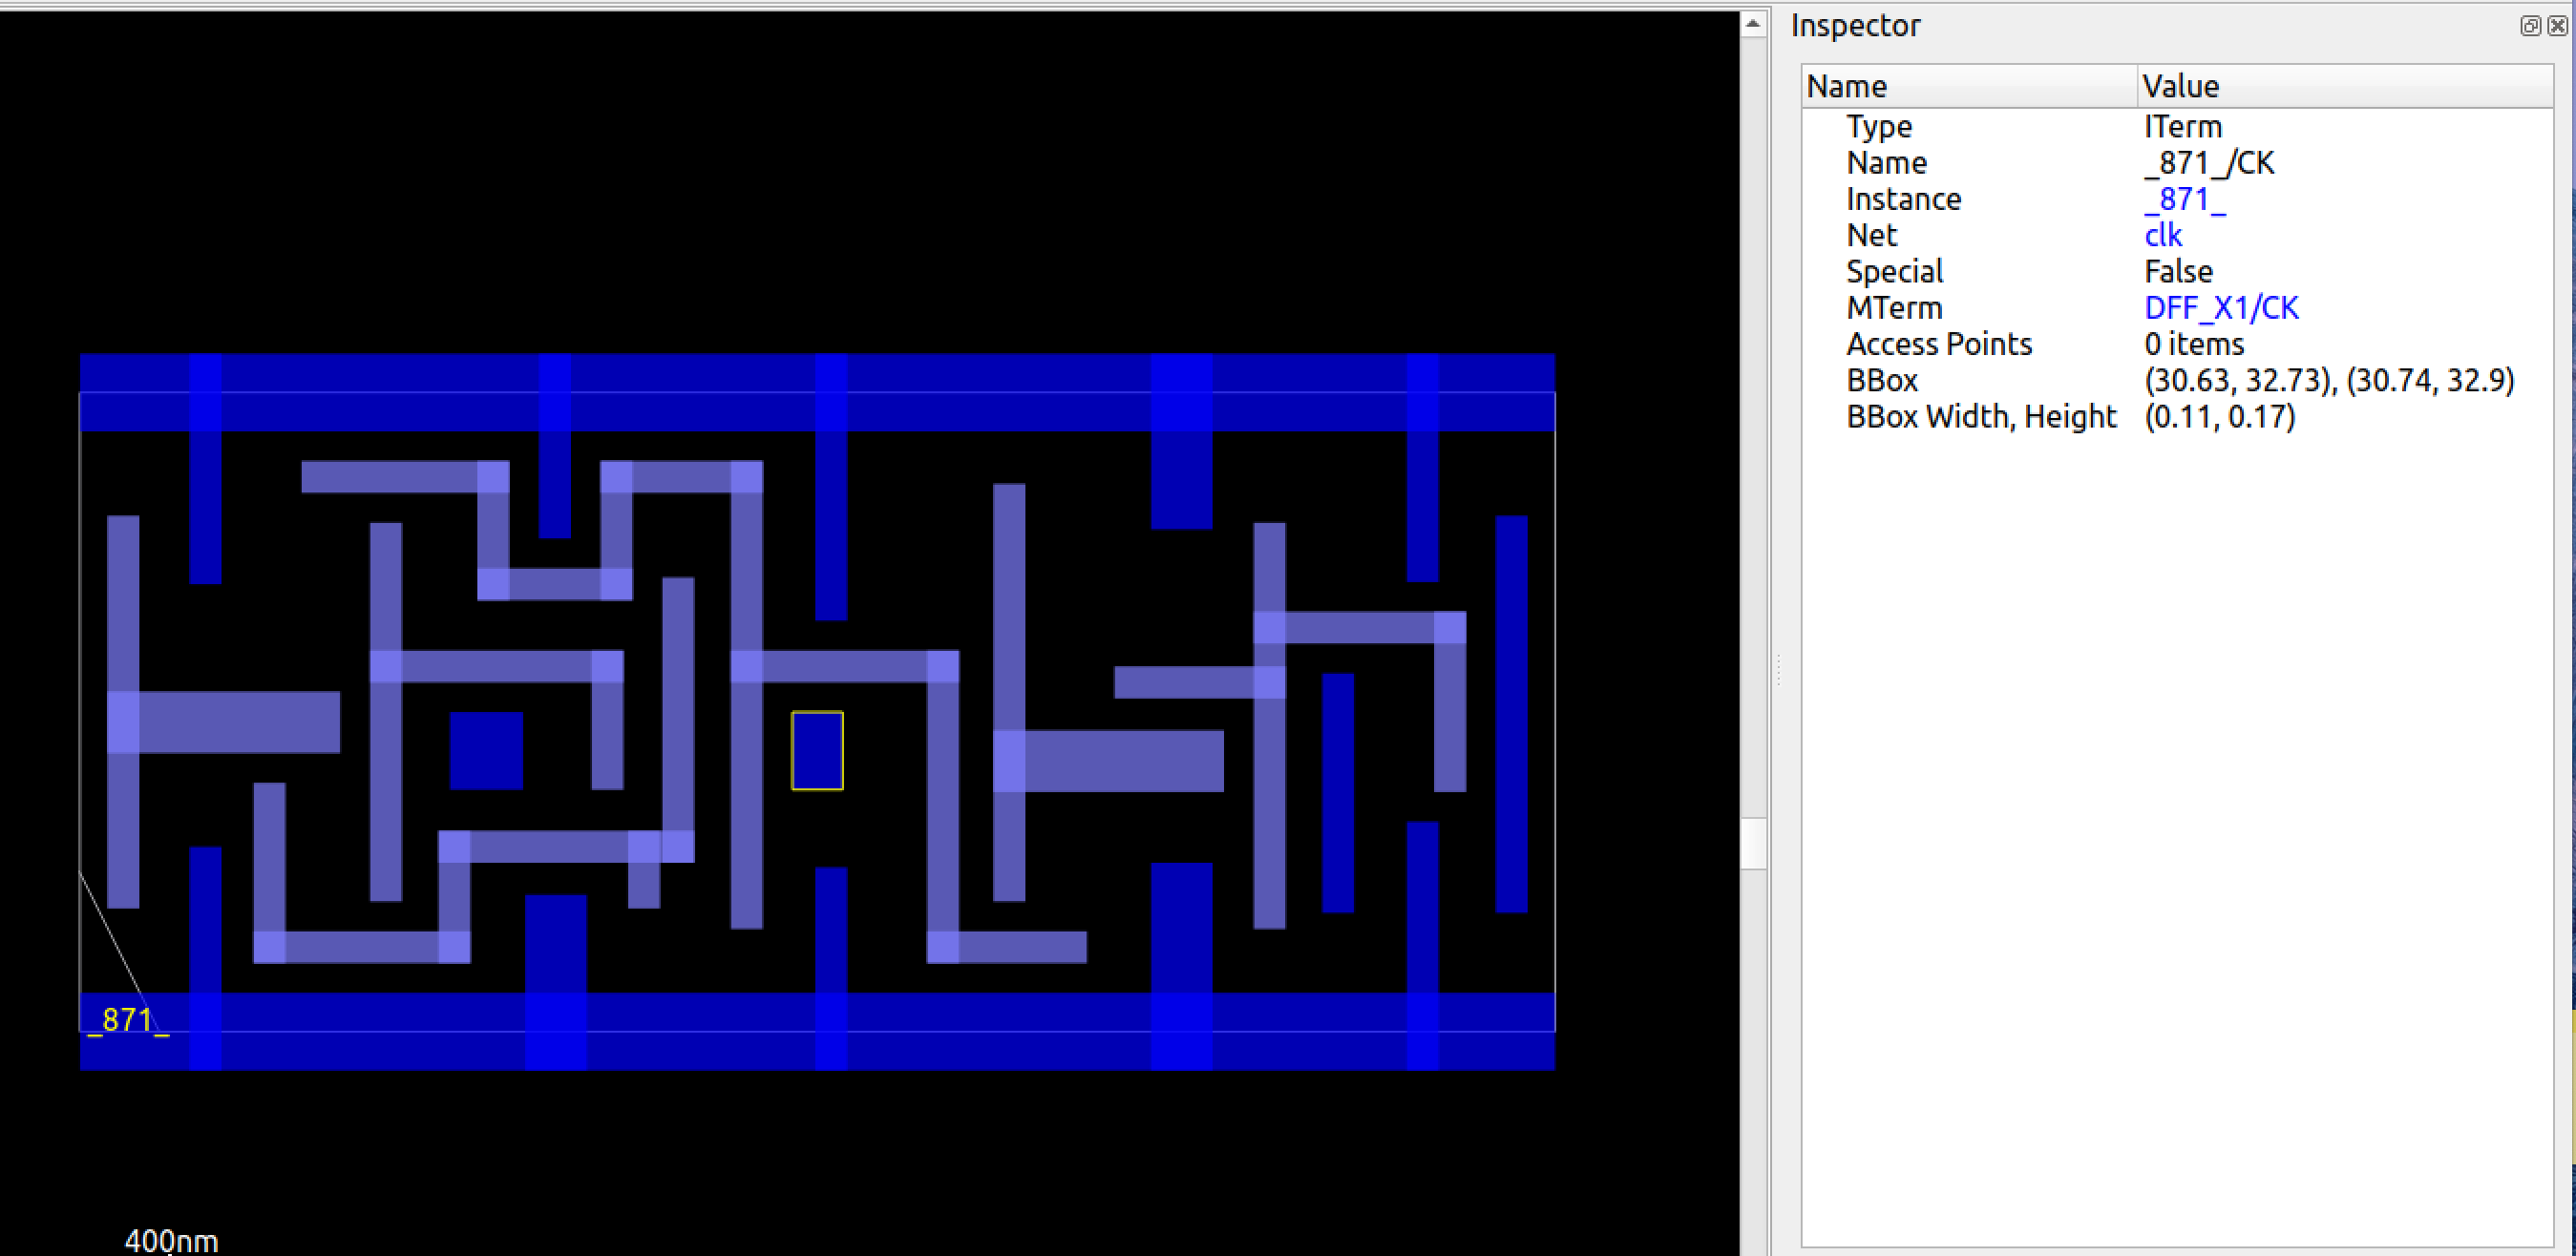 Inspector
Name Value
Type ITerm
Name _871_/CK
Instance _871_
Net clk
Special False
MTerm DFF_X1/CK
Access Points 0 items
BBox (30.63, 32.73), (30.74, 32.9)
BBox Width, Height (0.11, 0.17)
_871_
400nm